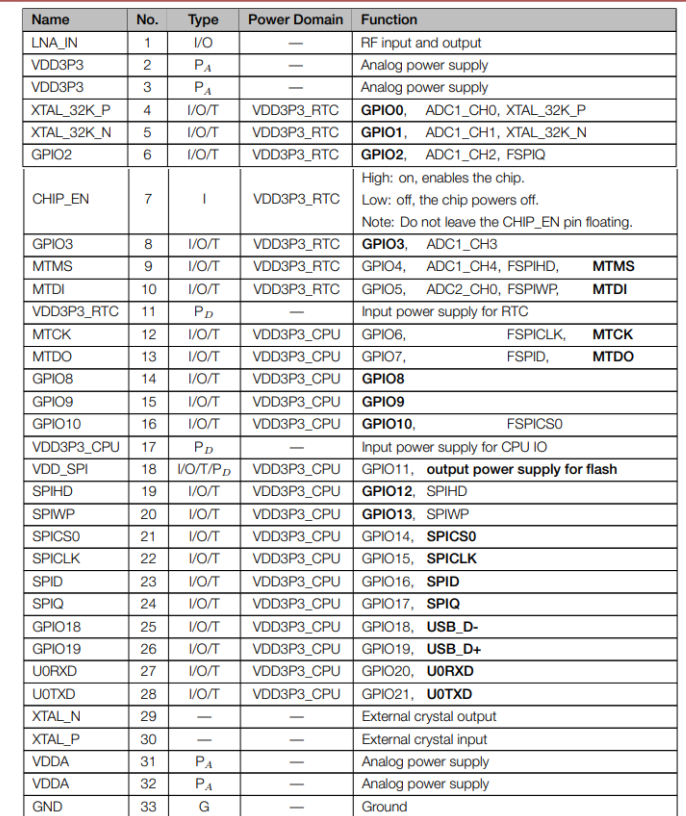 Name No. Type Power Domain Function
LNA_IN 1 I/O — RF input and output
VDD3P3 2 PA — Analog power supply
VDD3P3 3 PA — Analog power supply
XTAL_32K_P 4 I/O/T VDD3P3_RTC GPIO0, ADC1_CH0, XTAL_32K_P
XTAL_32K_N 5 I/O/T VDD3P3_RTC GPIO1, ADC1_CH1, XTAL_32K_N
GPIO2 6 I/O/T VDD3P3_RTC GPIO2, ADC1_CH2, FSPIQ
High: on, enables the chip.
CHIP_EN 7 I VDD3P3_RTC Low: off, the chip powers off.
Note: Do not leave the CHIP_EN pin floating.
GPIO3 8 I/O/T VDD3P3_RTC GPIO3, ADC1_CH3
MTMS 9 I/O/T VDD3P3_RTC GPIO4, ADC1_CH4, FSPIHD, MTMS
MTDI 10 I/O/T VDD3P3_RTC GPIO5, ADC2_CH0, FSPIWP, MTDI
VDD3P3_RTC 11 PD — Input power supply for RTC
MTCK 12 I/O/T VDD3P3_CPU GPIO6, FSPICLK, MTCK
MTDO 13 I/O/T VDD3P3_CPU GPIO7, FSPID, MTDO
GPIO8 14 I/O/T VDD3P3_CPU GPIO8
GPIO9 15 I/O/T VDD3P3_CPU GPIO9
GPIO10 16 I/O/T VDD3P3_CPU GPIO10, FSPICS0
VDD3P3_CPU 17 PD — Input power supply for CPU IO
VDD_SPI 18 I/O/T/PD VDD3P3_CPU GPIO11, output power supply for flash
SPIHD 19 I/O/T VDD3P3_CPU GPIO12, SPIHD
SPIWP 20 I/O/T VDD3P3_CPU GPIO13, SPIWP
SPICS0 21 I/O/T VDD3P3_CPU GPIO14, SPICS0
SPICLK 22 I/O/T VDD3P3_CPU GPIO15, SPICLK
SPID 23 I/O/T VDD3P3_CPU GPIO16, SPID
SPIQ 24 I/O/T VDD3P3_CPU GPIO17, SPIQ
GPIO18 25 I/O/T VDD3P3_CPU GPIO18, USB_D-
GPIO19 26 I/O/T VDD3P3_CPU GPIO19, USB_D+
U0RXD 27 I/O/T VDD3P3_CPU GPIO20, U0RXD
U0TXD 28 I/O/T VDD3P3_CPU GPIO21, U0TXD
XTAL_N 29 — — External crystal output
XTAL_P 30 — — External crystal input
VDDA 31 PA — Analog power supply
VDDA 32 PA — Analog power supply
GND 33 G — Ground